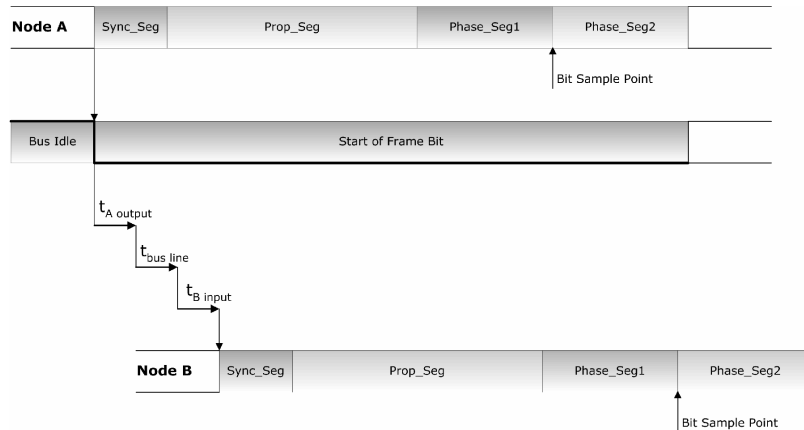 Node A Sync_Seg Prop_Seg Phase_Seg1 Phase_Seg2
Bit Sample Point
Bus Idle Start of Frame Bit
tA output
tbus line
tB input
Node B Sync_Seg Prop_Seg Phase_Seg1 Phase_Seg2
Bit Sample Point